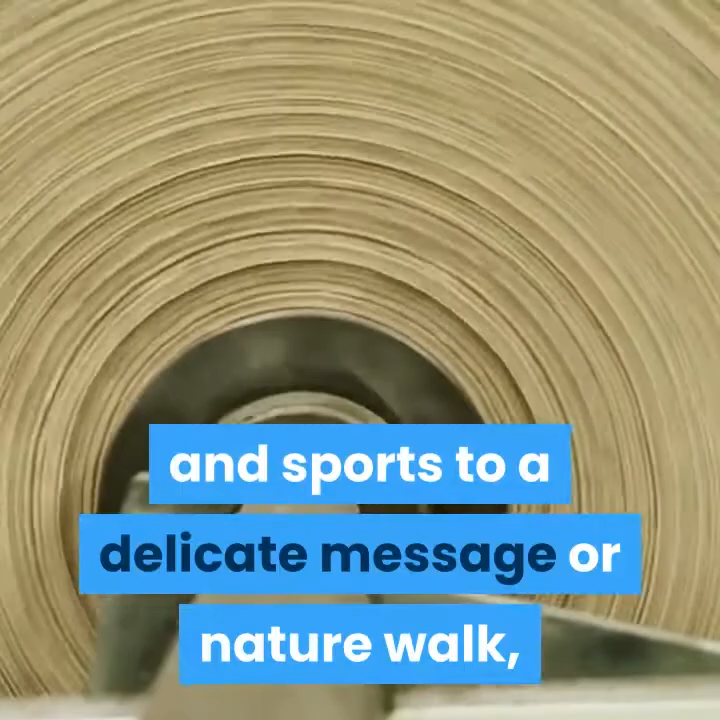 and sports to a
delicate message or
nature walk,